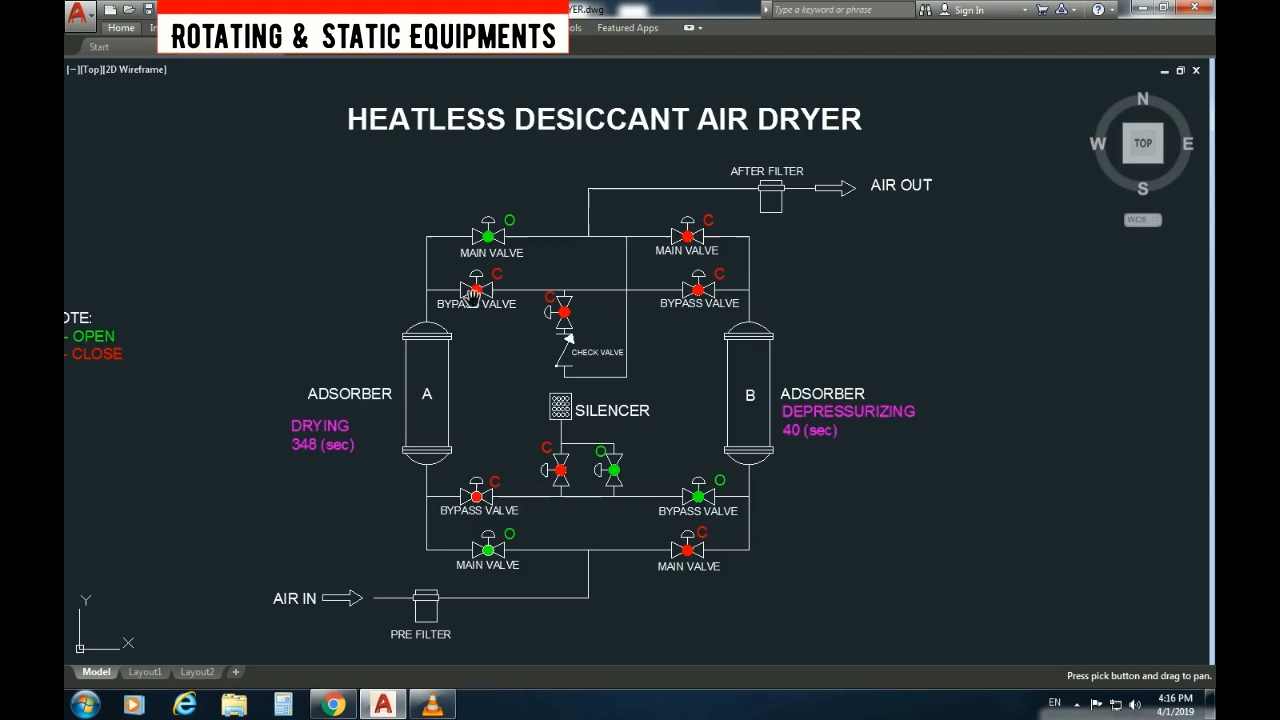 YER.dwg
Type a keyword or phrase
Sign In
Home
ols
Featured Apps
ROTATING & STATIC EQUIPMENTS
Start
[−][Top][2D Wireframe]
HEATLESS DESICCANT AIR DRYER
N
W
TOP
E
S
WCS
AFTER FILTER
AIR OUT
O
C
MAIN VALVE
MAIN VALVE
C
C
BYPASS VALVE
BYPASS VALVE
C
OTE:
- OPEN
- CLOSE
CHECK VALVE
ADSORBER
A
B
ADSORBER
DRYING
348 (sec)
SILENCER
DEPRESSURIZING
40 (sec)
C
O
C
O
BYPASS VALVE
BYPASS VALVE
O
C
MAIN VALVE
MAIN VALVE
AIR IN
PRE FILTER
Y
X
Model
Layout1
Layout2
+
Press pick button and drag to pan.
EN
4:16 PM
4/1/2019